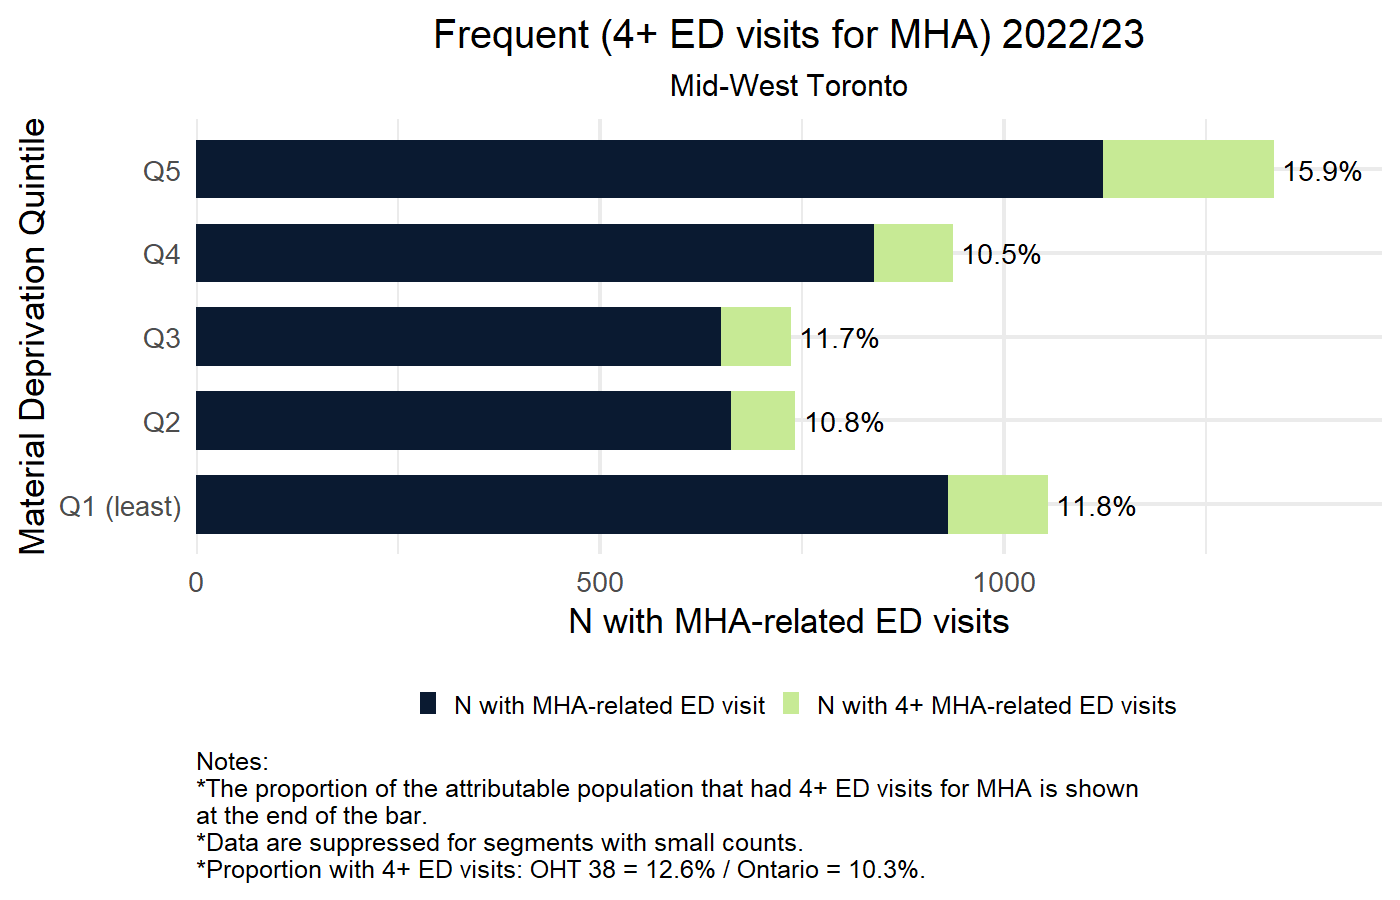 Frequent (4+ ED visits for MHA) 2022/23
Mid-West Toronto
Material Deprivation Quintile
Q5
15.9%
Q4
10.5%
Q3
11.7%
Q2
10.8%
Q1 (least)
11.8%
0
500
1000
N with MHA-related ED visits
N with MHA-related ED visit
N with 4+ MHA-related ED visits
Notes:
*The proportion of the attributable population that had 4+ ED visits for MHA is shown
at the end of the bar.
*Data are suppressed for segments with small counts.
*Proportion with 4+ ED visits: OHT 38 = 12.6% / Ontario = 10.3%.